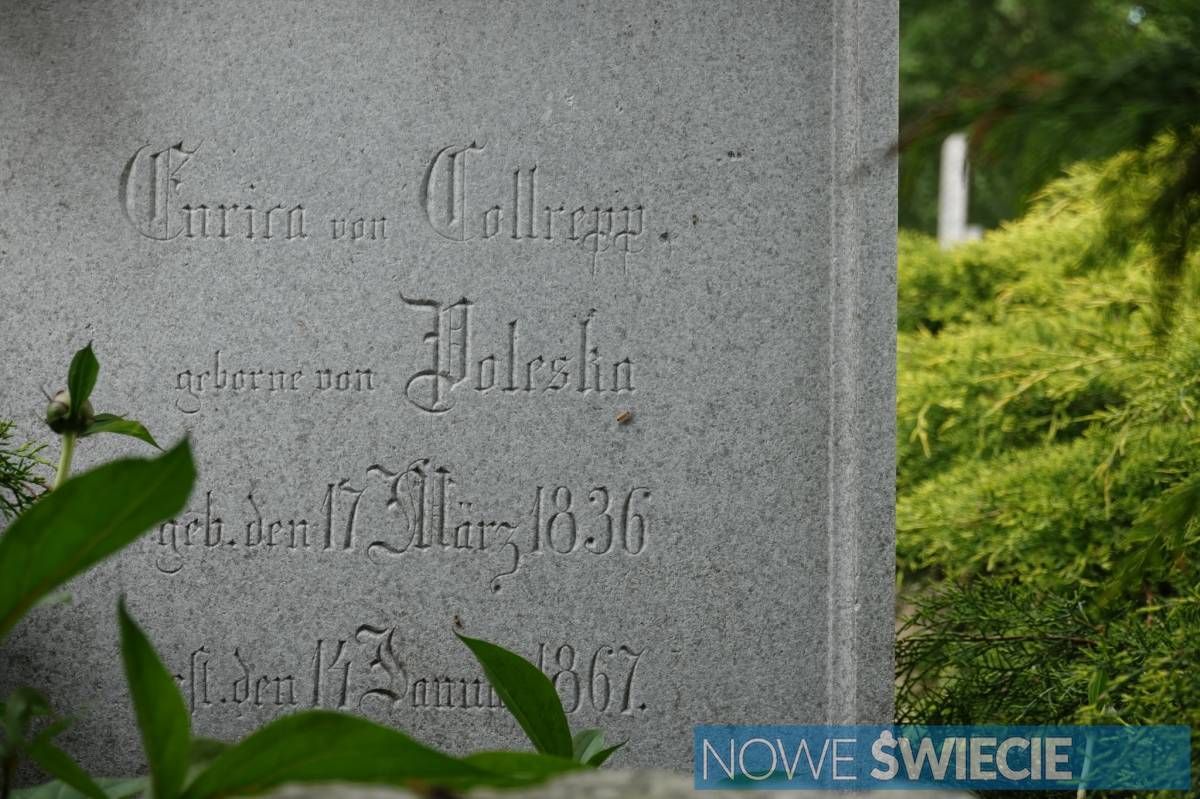 Enrica von Collrepp.
geborne von Poleska
geb. den 17 März 1836
den 14 1867.
NOWE ŚWIECIE